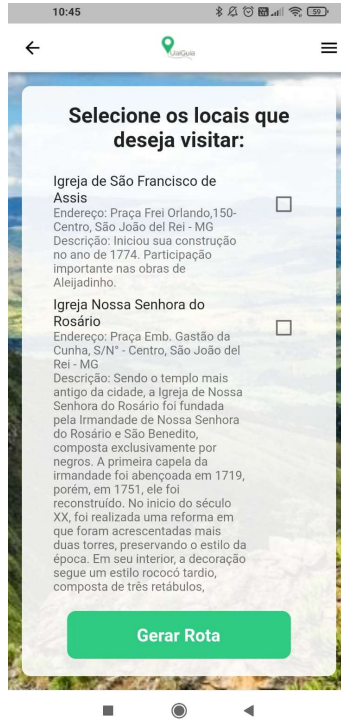 10:45
59
UaiGuia
Selecione os locais que
deseja visitar:
Igreja de São Francisco de
Assis
Endereço: Praça Frei Orlando,150-
Centro, São João del Rei - MG
Descrição: Iniciou sua construção
no ano de 1774. Participação
importante nas obras de
Aleijadinho.
Igreja Nossa Senhora do
Rosário
Endereço: Praça Emb. Gastão da
Cunha, S/N° - Centro, São João del
Rei - MG
Descrição: Sendo o templo mais
antigo da cidade, a Igreja de Nossa
Senhora do Rosário foi fundada
pela Irmandade de Nossa Senhora
do Rosário e São Benedito,
composta exclusivamente por
negros. A primeira capela da
irmandade foi abençoada em 1719,
porém, em 1751, ele foi
reconstruído. No inicio do século
XX, foi realizada uma reforma em
que foram acrescentadas mais
duas torres, preservando o estilo da
época. Em seu interior, a decoração
segue um estilo rococó tardio,
composta de três retábulos,
Gerar Rota